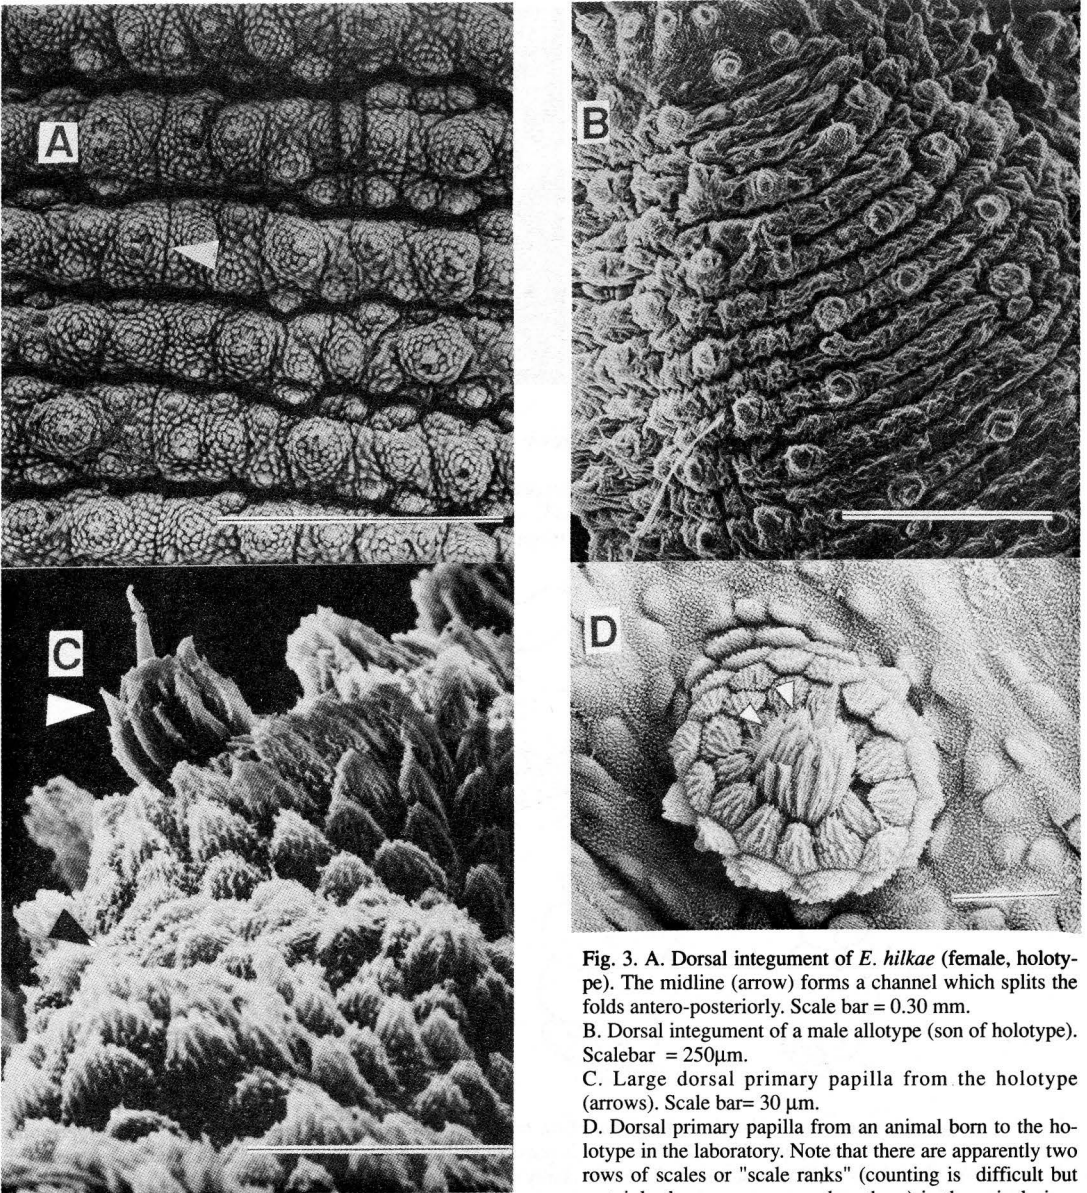 A
B
C
D
Fig. 3. A. Dorsal integument of E. hilkae (female, holoty-
pe). The midline (arrow) forms a channel which splits the
folds antero-posteriorly. Scale bar = 0.30 mm.
B. Dorsal integument of a male allotype (son of holotype).
Scalebar = 250µm.
C. Large dorsal primary papilla from the holotype
(arrows). Scale bar= 30 µm.
D. Dorsal primary papilla from an animal born to the ho-
lotype in the laboratory. Note that there are apparently two
rows of scales or "scale ranks" (counting is difficult but